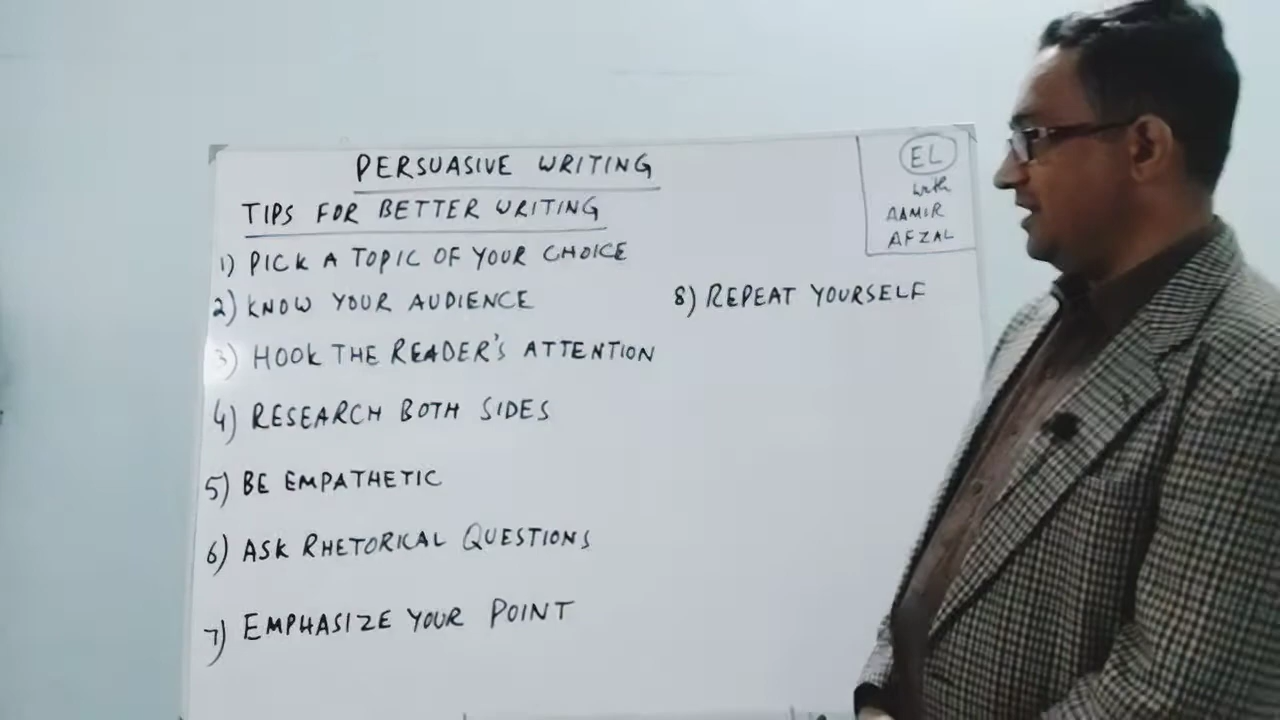 PERSUASIVE WRITING
TIPS FOR BETTER WRITING
1) PICK A TOPIC OF YOUR CHOICE
2) KNOW YOUR AUDIENCE
3) HOOK THE READER'S ATTENTION
4) RESEARCH BOTH SIDES
5) BE EMPATHETIC
6) ASK RHETORICAL QUESTIONS
7) EMPHASIZE YOUR POINT
8) REPEAT YOURSELF
EL
with
AAMIR
AFZAL